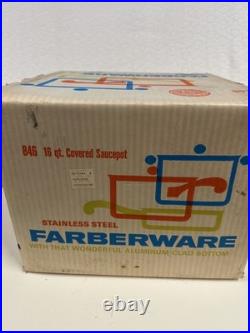 846 16 qt. Covered Saucepot
STAINLESS STEEL
FARBERWARE
WITH THAT WONDERFUL ALUMINUM-CLAD BOTTOM